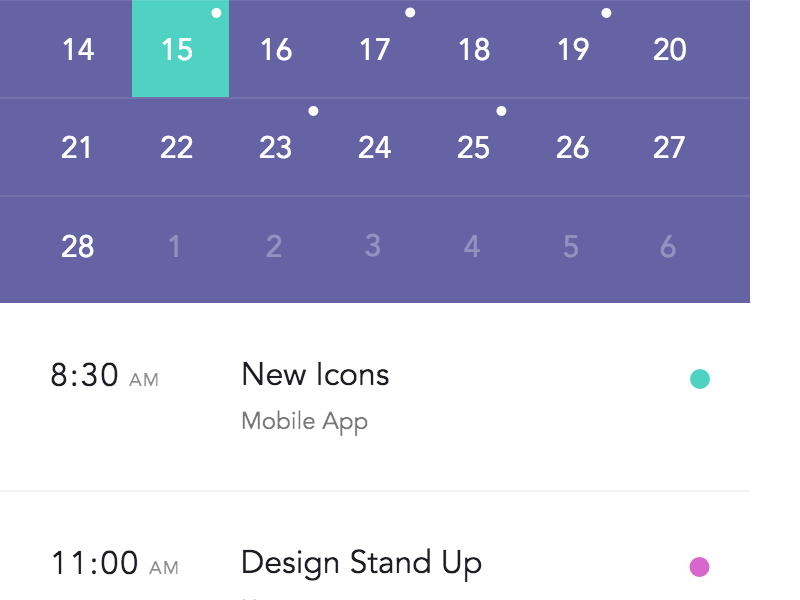 14 15 16 17 18 19 20
21 22 23 24 25 26 27
28 1 2 3 4 5 6
8:30 AM New Icons
Mobile App
11:00 AM Design Stand Up